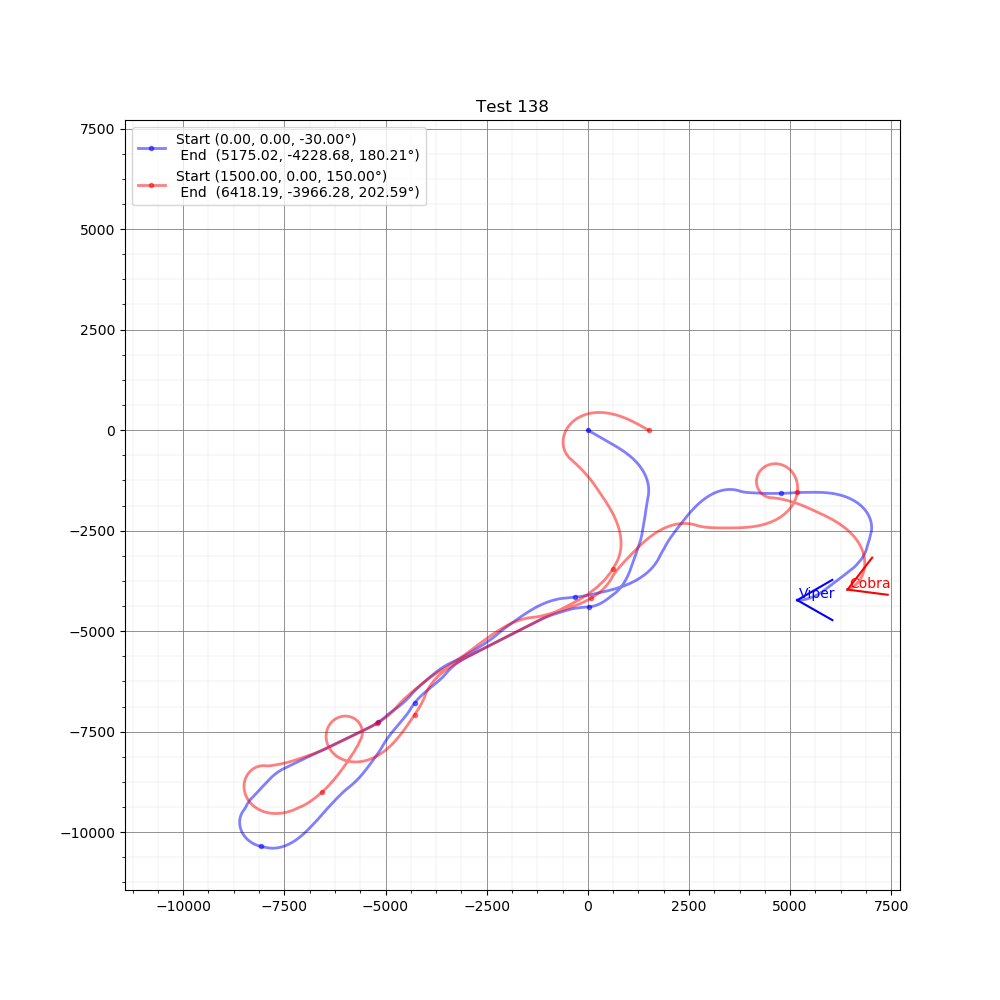 Test 138
Start (0.00, 0.00, -30.00°)
End (5175.02, -4228.68, 180.21°)
Start (1500.00, 0.00, 150.00°)
End (6418.19, -3966.28, 202.59°)
7500
5000
2500
0
−2500
−5000
−7500
−10000
Cobra
Viper
−10000 −7500 −5000 −2500 0 2500 5000 7500